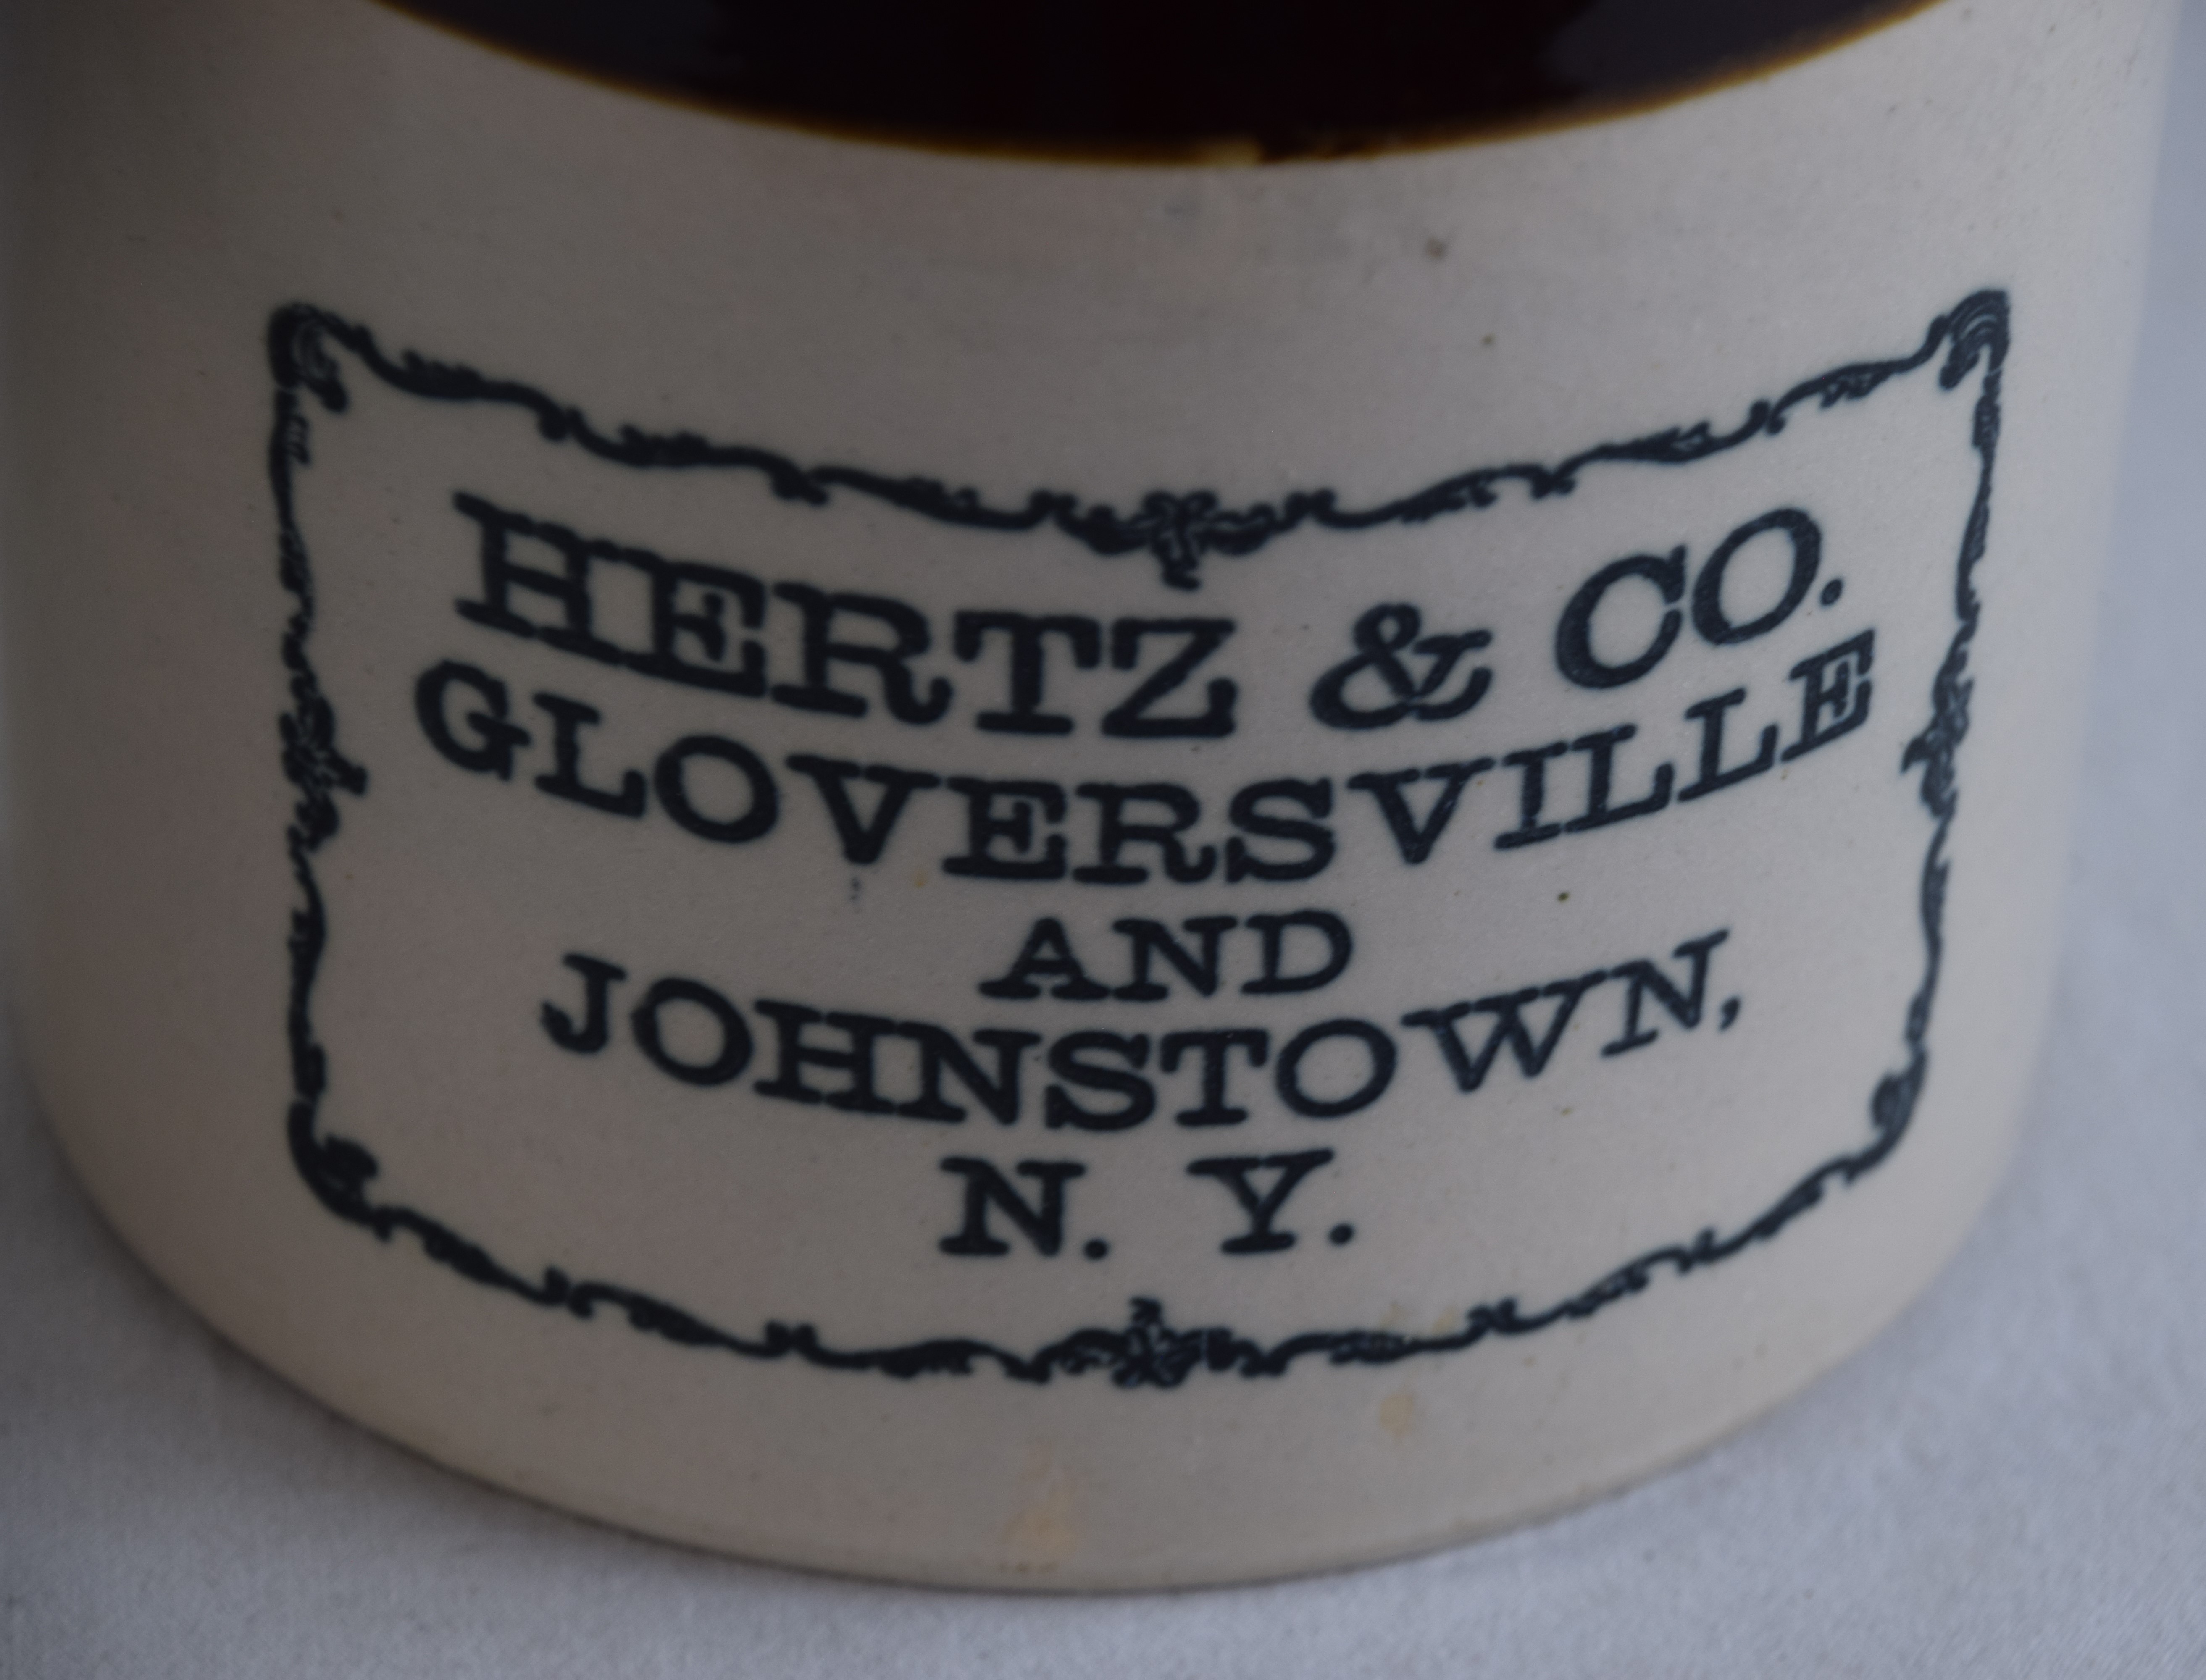 HERTZ & CO.
GLOVERSVILLE
AND
JOHNSTOWN,
N. Y.